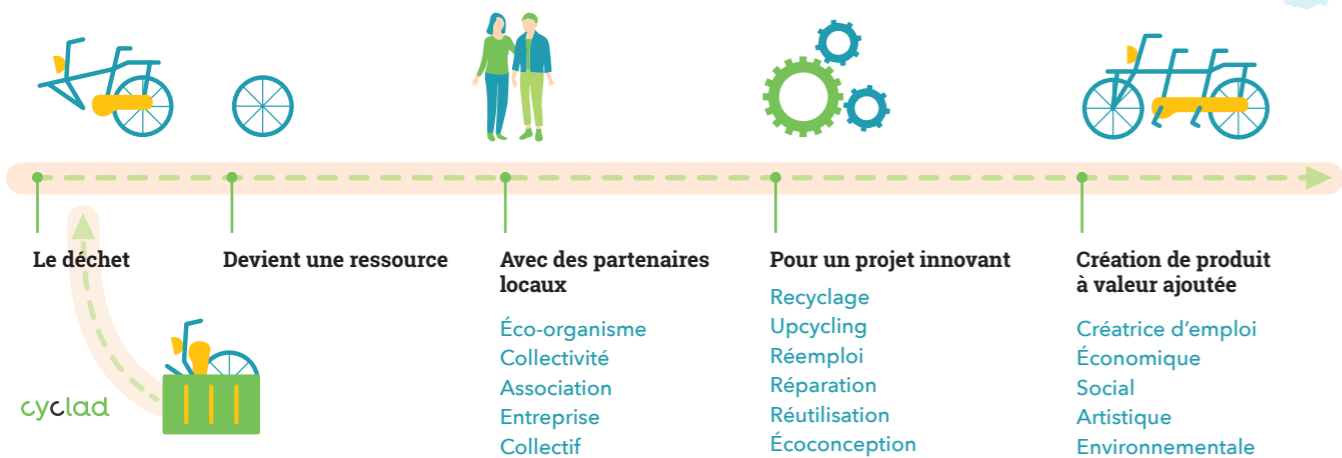 Le déchet
Devient une ressource
Avec des partenaires
locaux
Éco-organisme
Collectivité
Association
Entreprise
Collectif
Pour un projet innovant
Recyclage
Upcycling
Réemploi
Réparation
Réutilisation
Écoconception
Création de produit
à valeur ajoutée
Créatrice d'emploi
Économique
Social
Artistique
Environnementale
cyclad